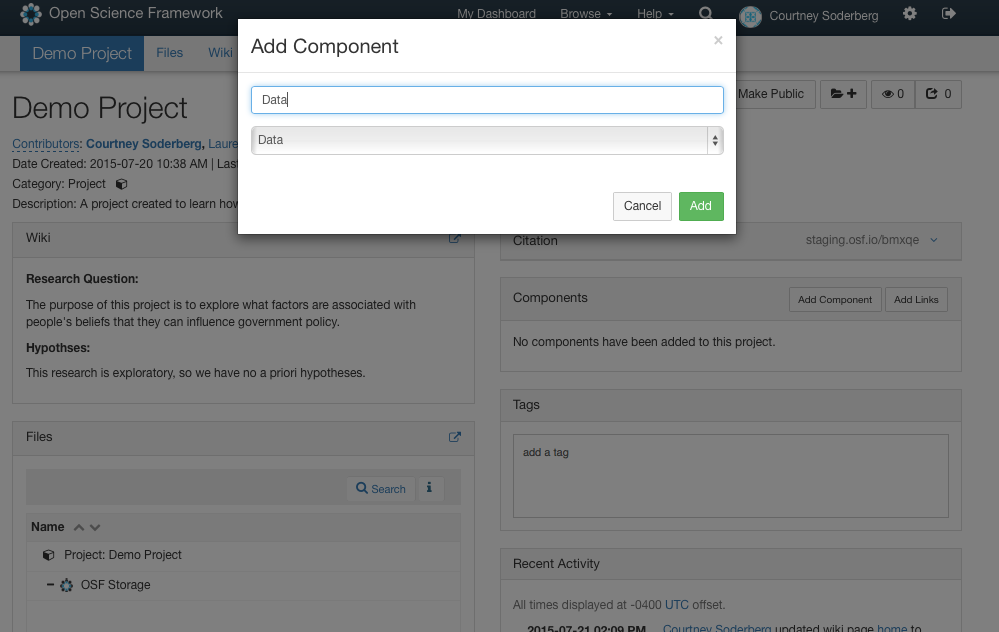 Open Science Framework
My Dashboard Browse Help Courtney Soderberg
Demo Project Files Wiki
Add Component ×
Data
Data
Cancel Add
Demo Project
Make Public 0 0
Contributors: Courtney Soderberg, Laure
Date Created: 2015-07-20 10:38 AM | Las
Category: Project
Description: A project created to learn how
Wiki
Research Question:
The purpose of this project is to explore what factors are associated with
people's beliefs that they can influence government policy.
Hypothses:
This research is exploratory, so we have no a priori hypotheses.
Files
Search
Name
Project: Demo Project
OSF Storage
Citation staging.osf.io/bmxqe
Components Add Component Add Links
No components have been added to this project.
Tags
add a tag
Recent Activity
All times displayed at -0400 UTC offset.
2015-07-21 02:09 PM Courtney Soderberg updated wiki page home to